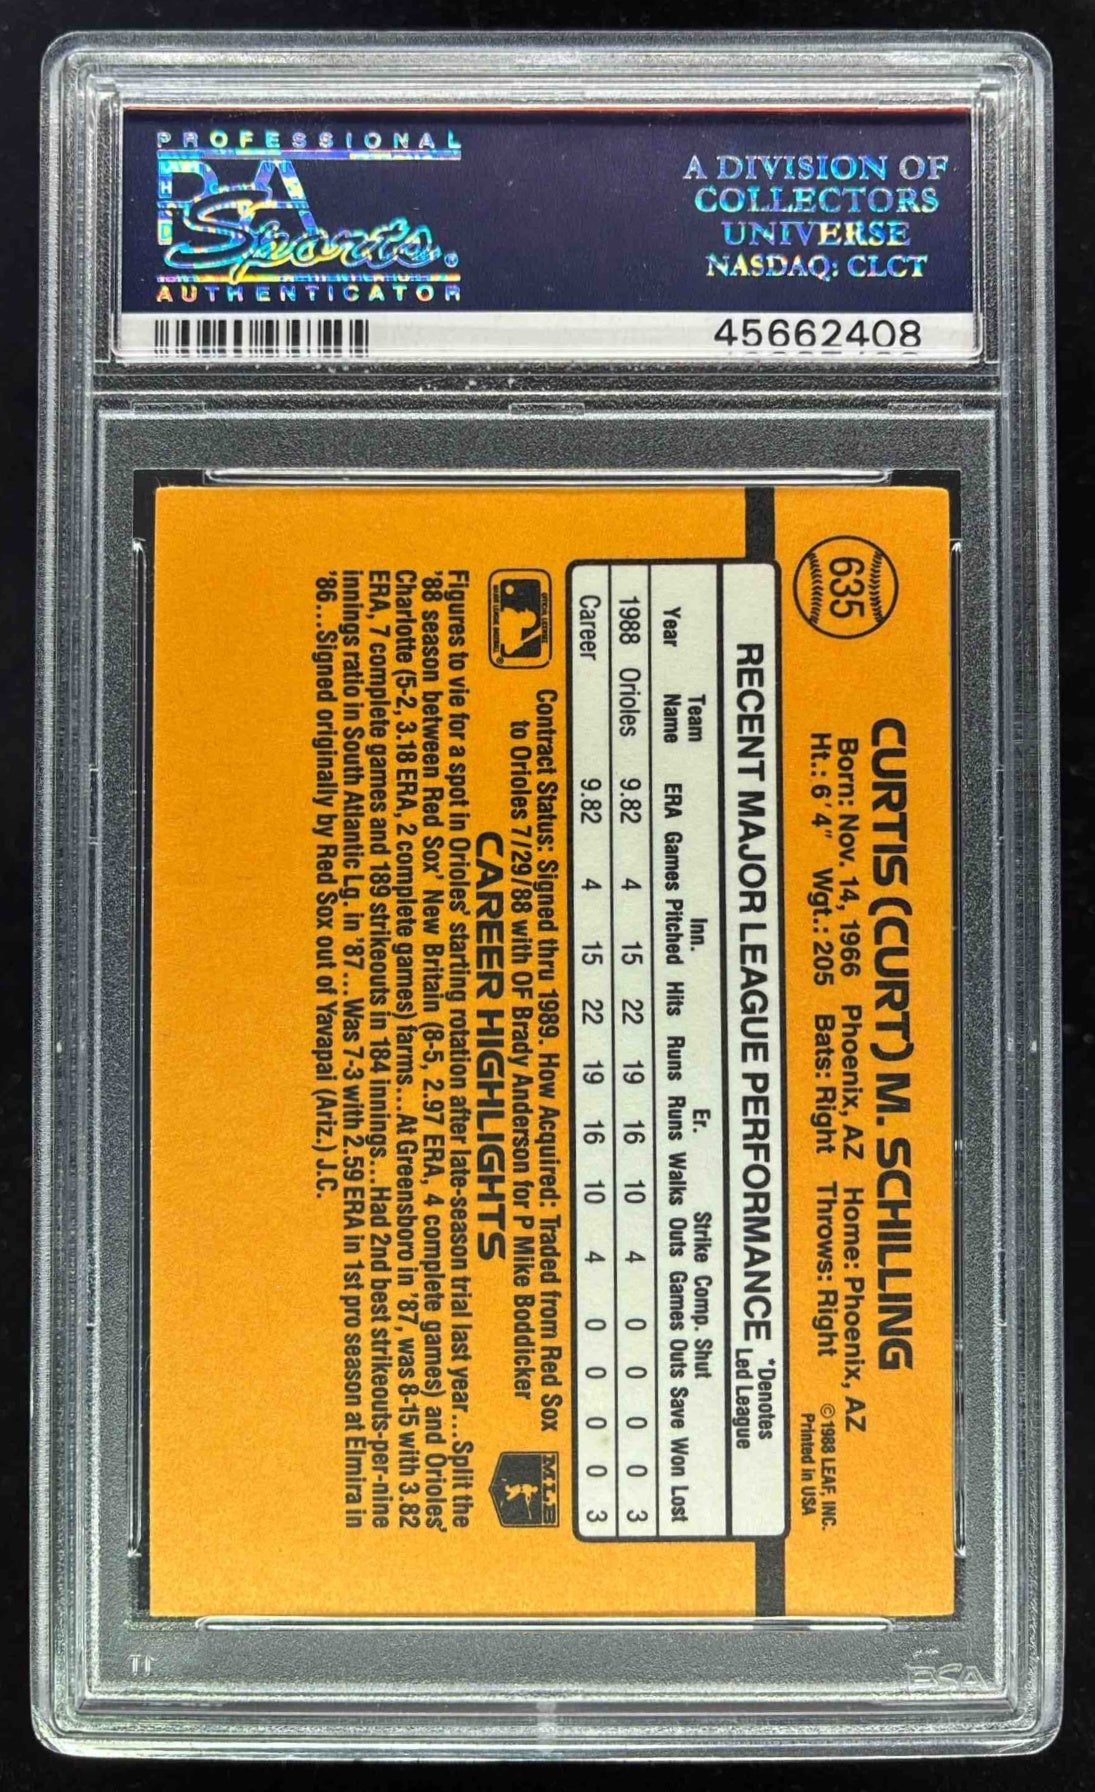 PROFESSIONAL
PSA
Sports®
AUTHENTICATOR
A DIVISION OF
COLLECTORS
UNIVERSE
NASDAQ: CLCT
45662408
635
CURTIS (CURT) M. SCHILLING
Born: Nov. 14, 1966 Phoenix, AZ Home: Phoenix, AZ
Ht.: 6'4" Wgt.: 205 Bats: Right Throws: Right
©1988 LEAF, INC.
Printed in USA
RECENT MAJOR LEAGUE PERFORMANCE
*Denotes
Led League
Team Inn. Er. Strike Comp. Shut
Year Name ERA Games Pitched Hits Runs Runs Walks Outs Games Outs Save Won Lost
1988 Orioles 9.82 4 15 22 19 16 10 4 0 0 0 0 3
Career 9.82 4 15 22 19 16 10 4 0 0 0 0 3
Contract Status: Signed thru 1989. How Acquired: Traded from Red Sox
to Orioles 7/29/88 with OF Brady Anderson for P Mike Boddicker
MLB
CAREER HIGHLIGHTS
Figures to vie for a spot in Orioles' starting rotation after late-season trial last year...Split the
'88 season between Red Sox' New Britain (8-5, 2.97 ERA, 4 complete games) and Orioles'
Charlotte (5-2, 3.18 ERA, 2 complete games) farms...At Greensboro in '87, was 8-15 with 3.82
ERA, 7 complete games and 189 strikeouts in 184 innings...Had 2nd best strikeouts-per-nine
innings ratio in South Atlantic Lg. in '87...Was 7-3 with 2.59 ERA in 1st pro season at Elmira in
'86...Signed originally by Red Sox out of Yavapai (Ariz.) J.C.
PSA